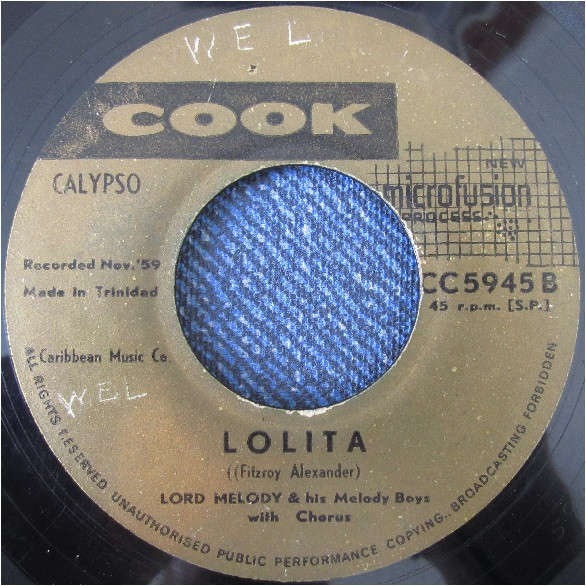 WEL
COOK
CALYPSO
NEW
microfusion
PROCESS
Recorded Nov.'59
Made in Trinidad
CC5945B
45 r.p.m. [S.P.]
Caribbean Music Co.
WEL
LOLITA
((Fitzroy Alexander)
LORD MELODY & his Melody Boys
with Chorus
ALL RIGHTS RESERVED UNAUTHORISED PUBLIC PERFORMANCE COPYING.. BROADCASTING FORBIDDEN